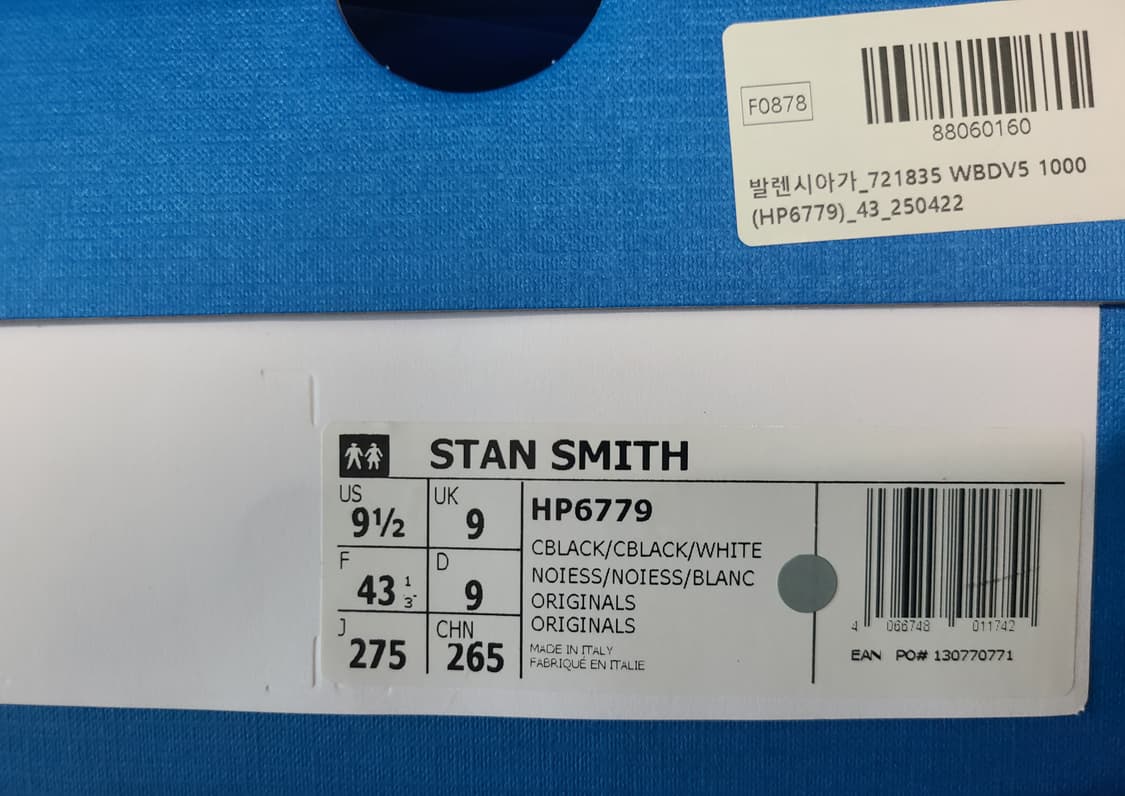 F0878
88060160
발렌시아가_721835 WBDV5 1000
(HP6779)_43_250422
STAN SMITH
US 9½
UK 9
F 43 1/3
D 9
J 275
CHN 265
HP6779
CBLACK/CBLACK/WHITE
NOIESS/NOIESS/BLANC
ORIGINALS
ORIGINALS
MADE IN ITALY
FABRIQUÉ EN ITALIE
4 066748 011742
EAN PO# 130770771